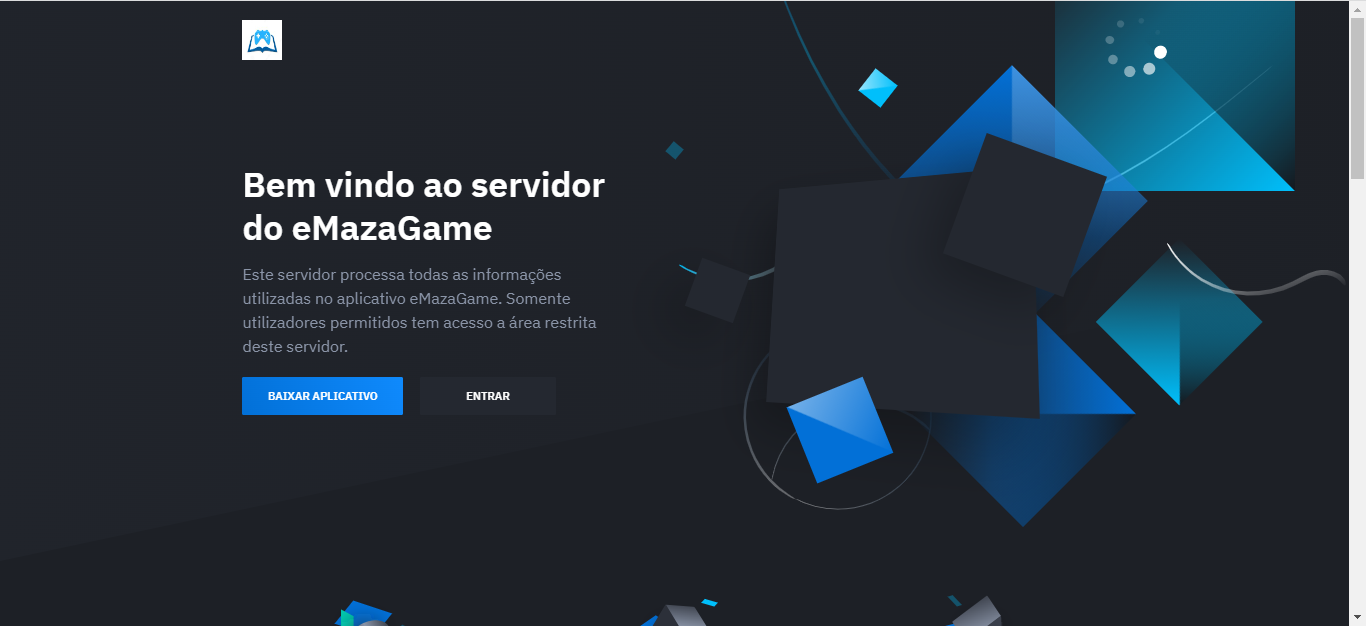 Bem vindo ao servidor
do eMazaGame
Este servidor processa todas as informações
utilizadas no aplicativo eMazaGame. Somente
utilizadores permitidos tem acesso a área restrita
deste servidor.
BAIXAR APLICATIVO
ENTRAR